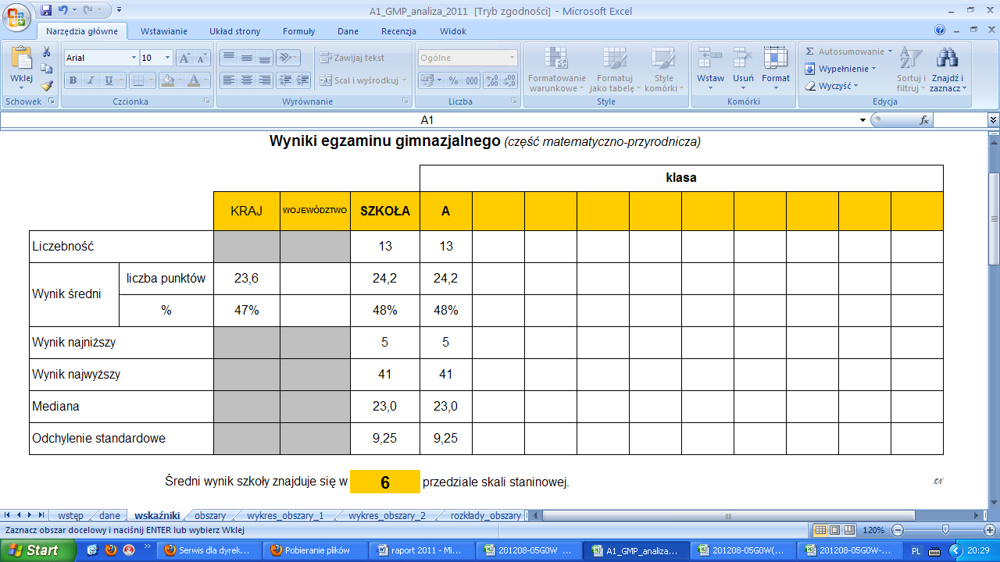 A1_GMP_analiza_2011 [Tryb zgodności] - Microsoft Excel
Narzędzia główne Wstawianie Układ strony Formuły Dane Recenzja Widok
Wklej
Schowek
Arial 10
B I U
Czcionka
Zawijaj tekst
Scal i wyśrodkuj
Wyrównanie
Ogólne
% 000
Liczba
Formatowanie warunkowe
Formatuj jako tabelę
Style komórki
Style
Wstaw Usuń Format
Komórki
Σ Autosumowanie
Wypełnienie
Wyczyść
Sortuj i filtruj
Znajdź i zaznacz
Edycja
A1 fx
Wyniki egzaminu gimnazjalnego (część matematyczno-przyrodnicza)
klasa
KRAJ WOJEWÓDZTWO SZKOŁA A
Liczebność 13 13
Wynik średni liczba punktów 23,6 24,2 24,2
% 47% 48% 48%
Wynik najniższy 5 5
Wynik najwyższy 41 41
Mediana 23,0 23,0
Odchylenie standardowe 9,25 9,25
Średni wynik szkoły znajduje się w 6 przedziale skali staninowej.
KN
wstęp dane wskaźniki obszary wykres_obszary_1 wykres_obszary_2 rozkłady_obszary
Zaznacz obszar docelowy i naciśnij ENTER lub wybierz Wklej 120%
Start Serwis dla dyrek... Pobieranie plików raport 2011 - Mi... 201208-05G0W ... A1_GMP_analiza... 201208-05G0W(... 201208-05G0W-... PL 20:29